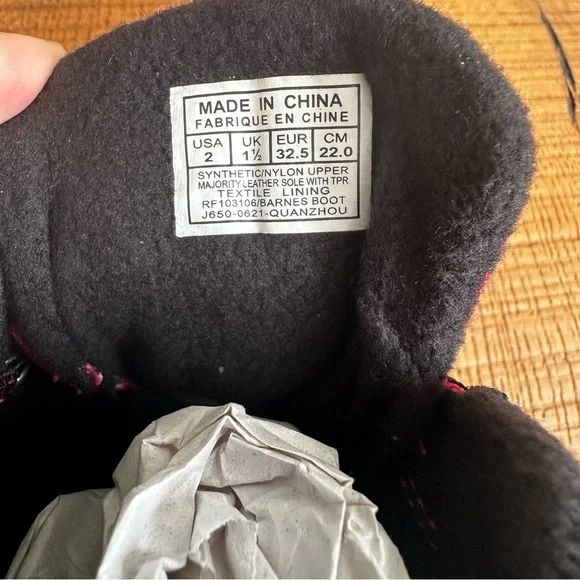 MADE IN CHINA
FABRIQUE EN CHINE
USA UK EUR CM
2 1½ 32.5 22.0
SYNTHETIC/NYLON UPPER
MAJORITY LEATHER SOLE WITH TPR
TEXTILE LINING
RF103106/BARNES BOOT
J650-0621-QUANZHOU